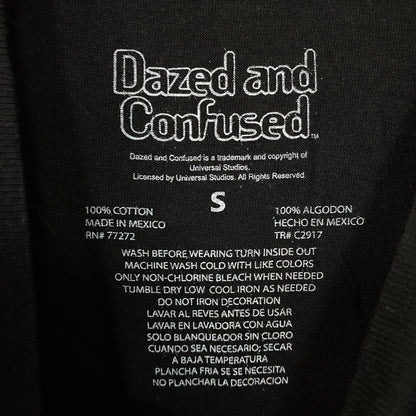 Dazed and
Confused™
Dazed and Confused is a trademark and copyright of
Universal Studios.
Licensed by Universal Studios. All Rights Reserved.
S
100% COTTON
MADE IN MEXICO
RN# 77272
100% ALGODON
HECHO EN MEXICO
TR# C2917
WASH BEFORE WEARING TURN INSIDE OUT
MACHINE WASH COLD WITH LIKE COLORS
ONLY NON-CHLORINE BLEACH WHEN NEEDED
TUMBLE DRY LOW COOL IRON AS NEEDED
DO NOT IRON DECORATION
LAVAR AL REVES ANTES DE USAR
LAVAR EN LAVADORA CON AGUA
SOLO BLANQUEADOR SIN CLORO
CUANDO SEA NECESARIO; SECAR
A BAJA TEMPERATURA
PLANCHA FRIA SE SE NECESITA
NO PLANCHAR LA DECORACION